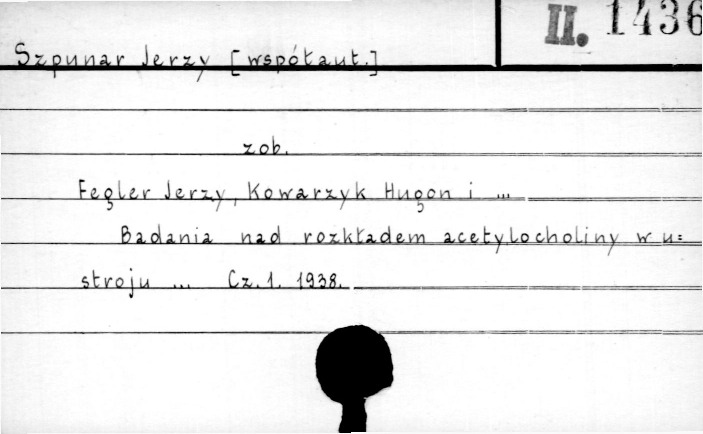 II. 1436
Szpunar Jerzy [współaut.]
zob.
Fegler Jerzy, Kowarzyk Hugon i ...
Badania nad rozkładem acetylocholiny w u=
stroju ... Cz. 1. 1938.